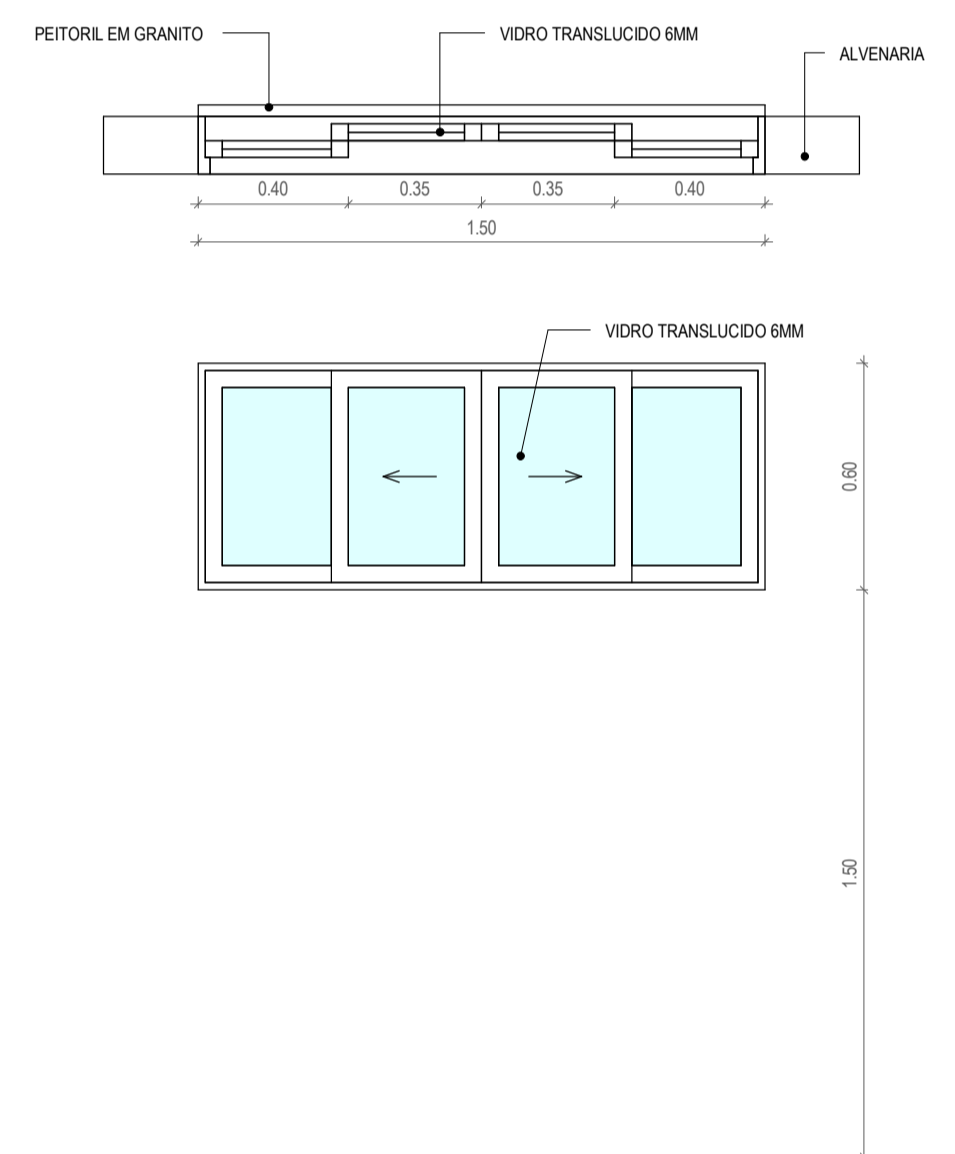 PEITORIL EM GRANITO
VIDRO TRANSLUCIDO 6MM
ALVENARIA
0.40
0.35
0.35
0.40
1.50
VIDRO TRANSLUCIDO 6MM
0.60
1.50